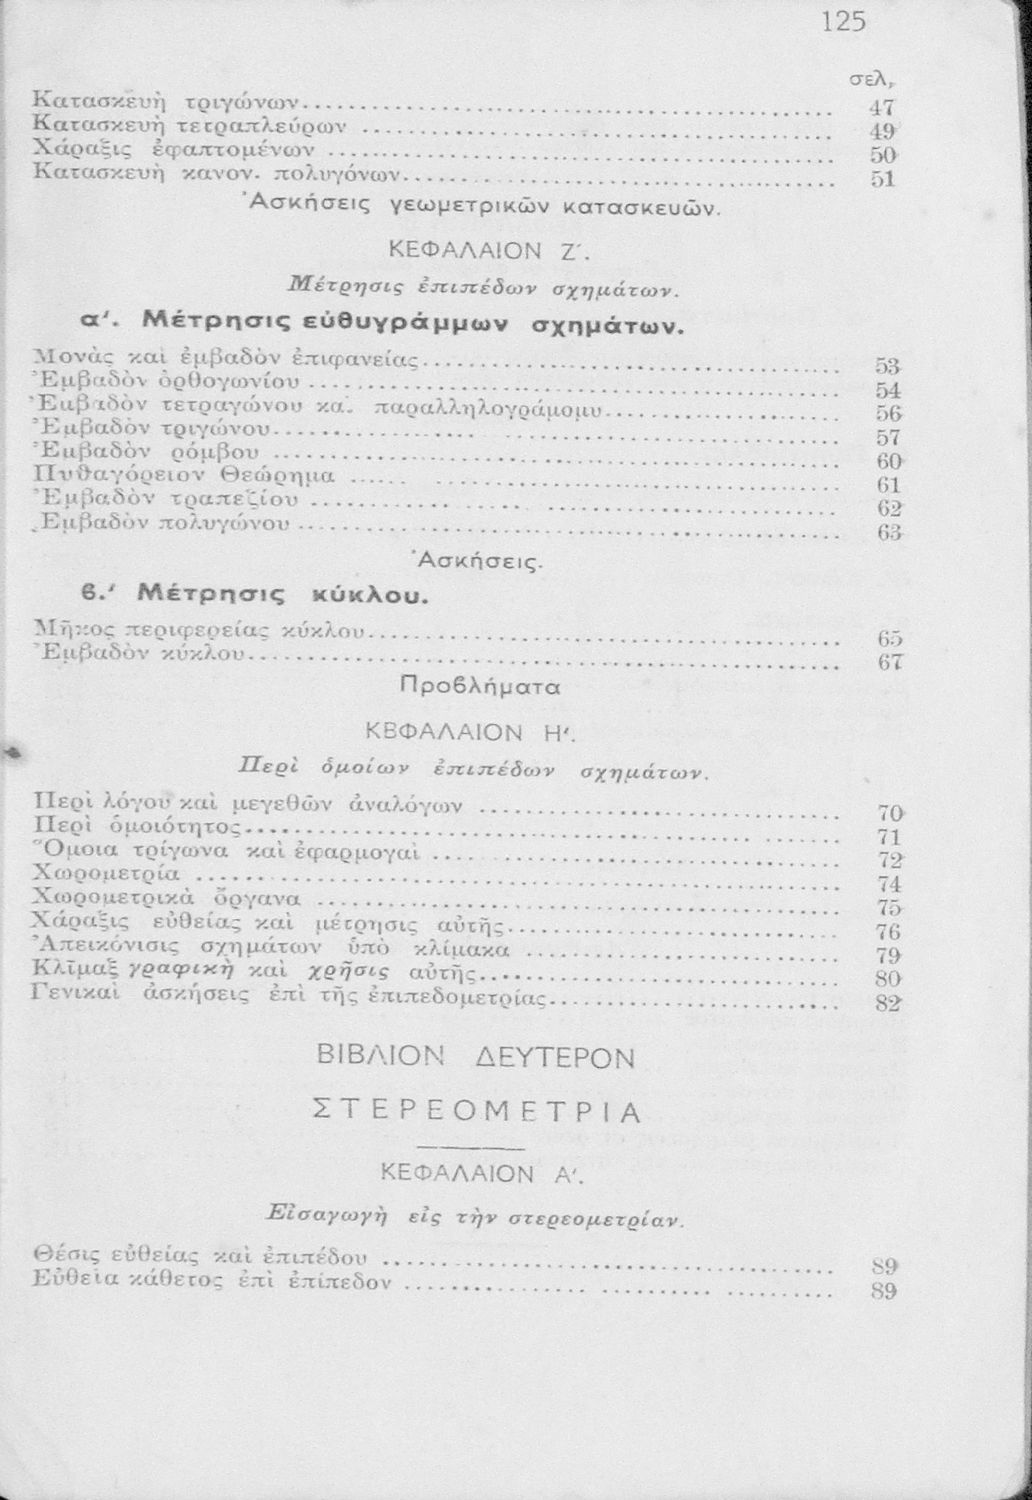 125
σελ.
Κατασκευὴ τριγώνων.......... 47
Κατασκευὴ τετραπλεύρων .......... 49
Χάραξις ἐφαπτομένων .......... 50
Κατασκευὴ κανον. πολυγόνων.......... 51
Ἀσκήσεις γεωμετρικῶν κατασκευῶν.
ΚΕΦΑΛΑΙΟΝ Ζ΄.
Μέτρησις ἐπιπέδων σχημάτων.
α'. Μέτρησις εὐθυγράμμων σχημάτων.
Μονὰς καὶ ἐμβαδὸν ἐπιφανείας.......... 53
Ἐμβαδὸν ὀρθογωνίου .......... 54
Ἐμβαδὸν τετραγώνου καὶ παραλληλογράμομυ.......... 56
Ἐμβαδὸν τριγώνου.......... 57
Ἐμβαδὸν ρόμβου .......... 60
Πυθαγόρειον Θεώρημα .......... 61
Ἐμβαδὸν τραπεζίου .......... 62
Ἐμβαδὸν πολυγώνου .......... 63
Ἀσκήσεις.
β.' Μέτρησις κύκλου.
Μῆκος περιφερείας κύκλου.......... 65
Ἐμβαδὸν κύκλου.......... 67
Προβλήματα
ΚΒΦΑΛΑΙΟΝ Η'.
Περὶ ὁμοίων ἐπιπέδων σχημάτων.
Περὶ λόγου καὶ μεγεθῶν ἀναλόγων .......... 70
Περὶ ὁμοιότητος.......... 71
Ὅμοια τρίγωνα καὶ ἐφαρμογαὶ .......... 72
Χωρομετρία .......... 74
Χωρομετρικὰ ὄργανα .......... 75
Χάραξις εὐθείας καὶ μέτρησις αὐτῆς.......... 76
Ἀπεικόνισις σχημάτων ὑπὸ κλίμακα .......... 79
Κλῖμαξ γραφικὴ καὶ χρῆσις αὐτῆς.......... 80
Γενικαὶ ἀσκήσεις ἐπὶ τῆς ἐπιπεδομετρίας.......... 82
ΒΙΒΛΙΟΝ ΔΕΥΤΕΡΟΝ
ΣΤΕΡΕΟΜΕΤΡΙΑ
ΚΕΦΑΛΑΙΟΝ Α'.
Εἰσαγωγὴ εἰς τὴν στερεομετρίαν.
Θέσις εὐθείας καὶ ἐπιπέδου .......... 89
Εὐθεῖα κάθετος ἐπὶ ἐπίπεδον .......... 89